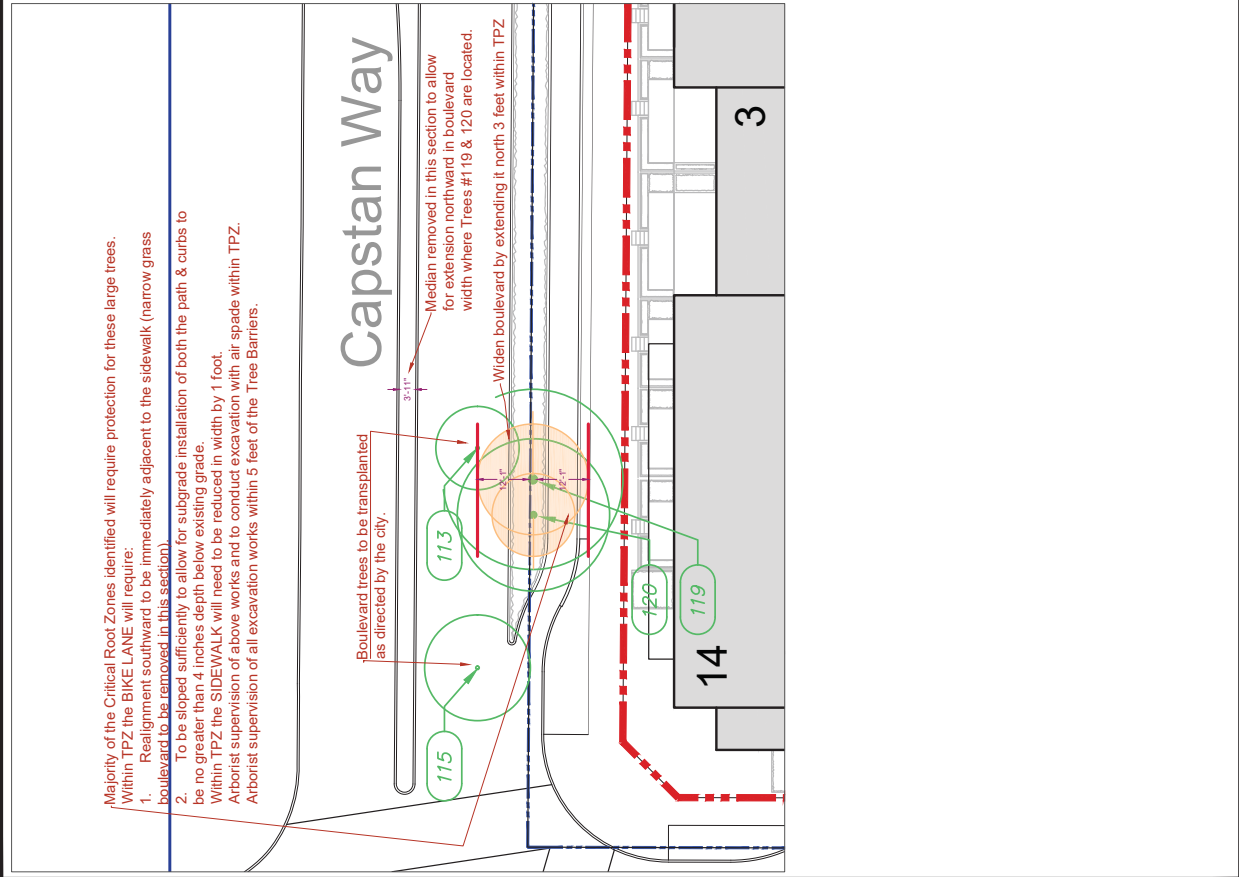 Majority of the Critical Root Zones identified will require protection for these large trees.
Within TPZ the BIKE LANE will require:
1. Realignment southward to be immediately adjacent to the sidewalk (narrow grass
boulevard to be removed in this section).
2. To be sloped sufficiently to allow for subgrade installation of both the path & curbs to
be no greater than 4 inches depth below existing grade.
Within TPZ the SIDEWALK will need to be reduced in width by 1 foot.
Arborist supervision of above works and to conduct excavation with air spade within TPZ.
Arborist supervision of all excavation works within 5 feet of the Tree Barriers.
Capstan Way
Boulevard trees to be transplanted
as directed by the city.
3'-11"
Median removed in this section to allow
for extension northward in boulevard
width where Trees #119 & 120 are located.
Widen boulevard by extending it north 3 feet within TPZ
115
113
12'-1"
12'-1"
120
119
14
3